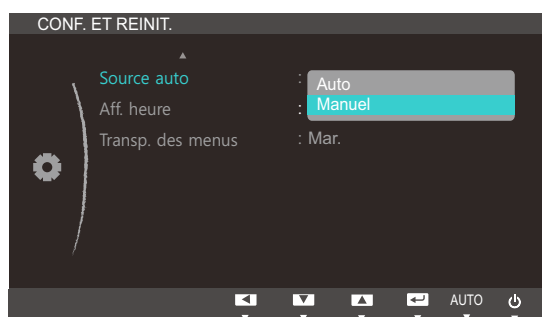 CONF. ET REINIT.
Source auto : Auto
Aff. heure : Manuel
Transp. des menus : Mar.
AUTO